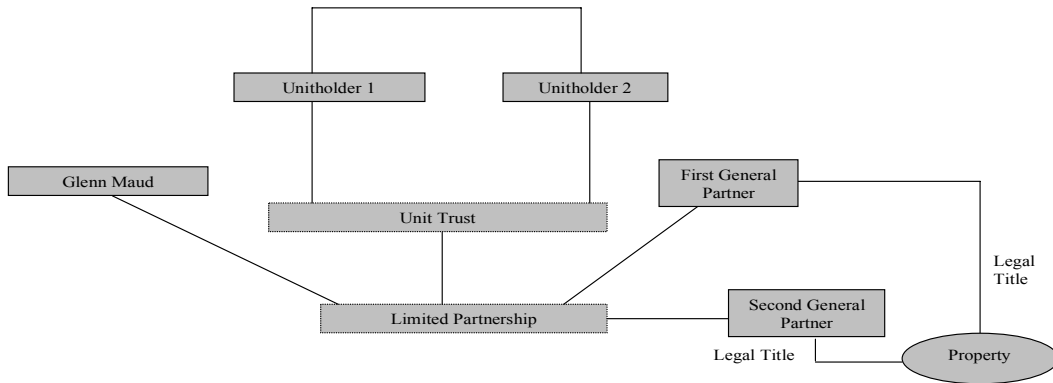 Unitholder 1
Unitholder 2
Glenn Maud
First General
Partner
Unit Trust
Legal
Title
Limited Partnership
Second General
Partner
Legal Title
Property